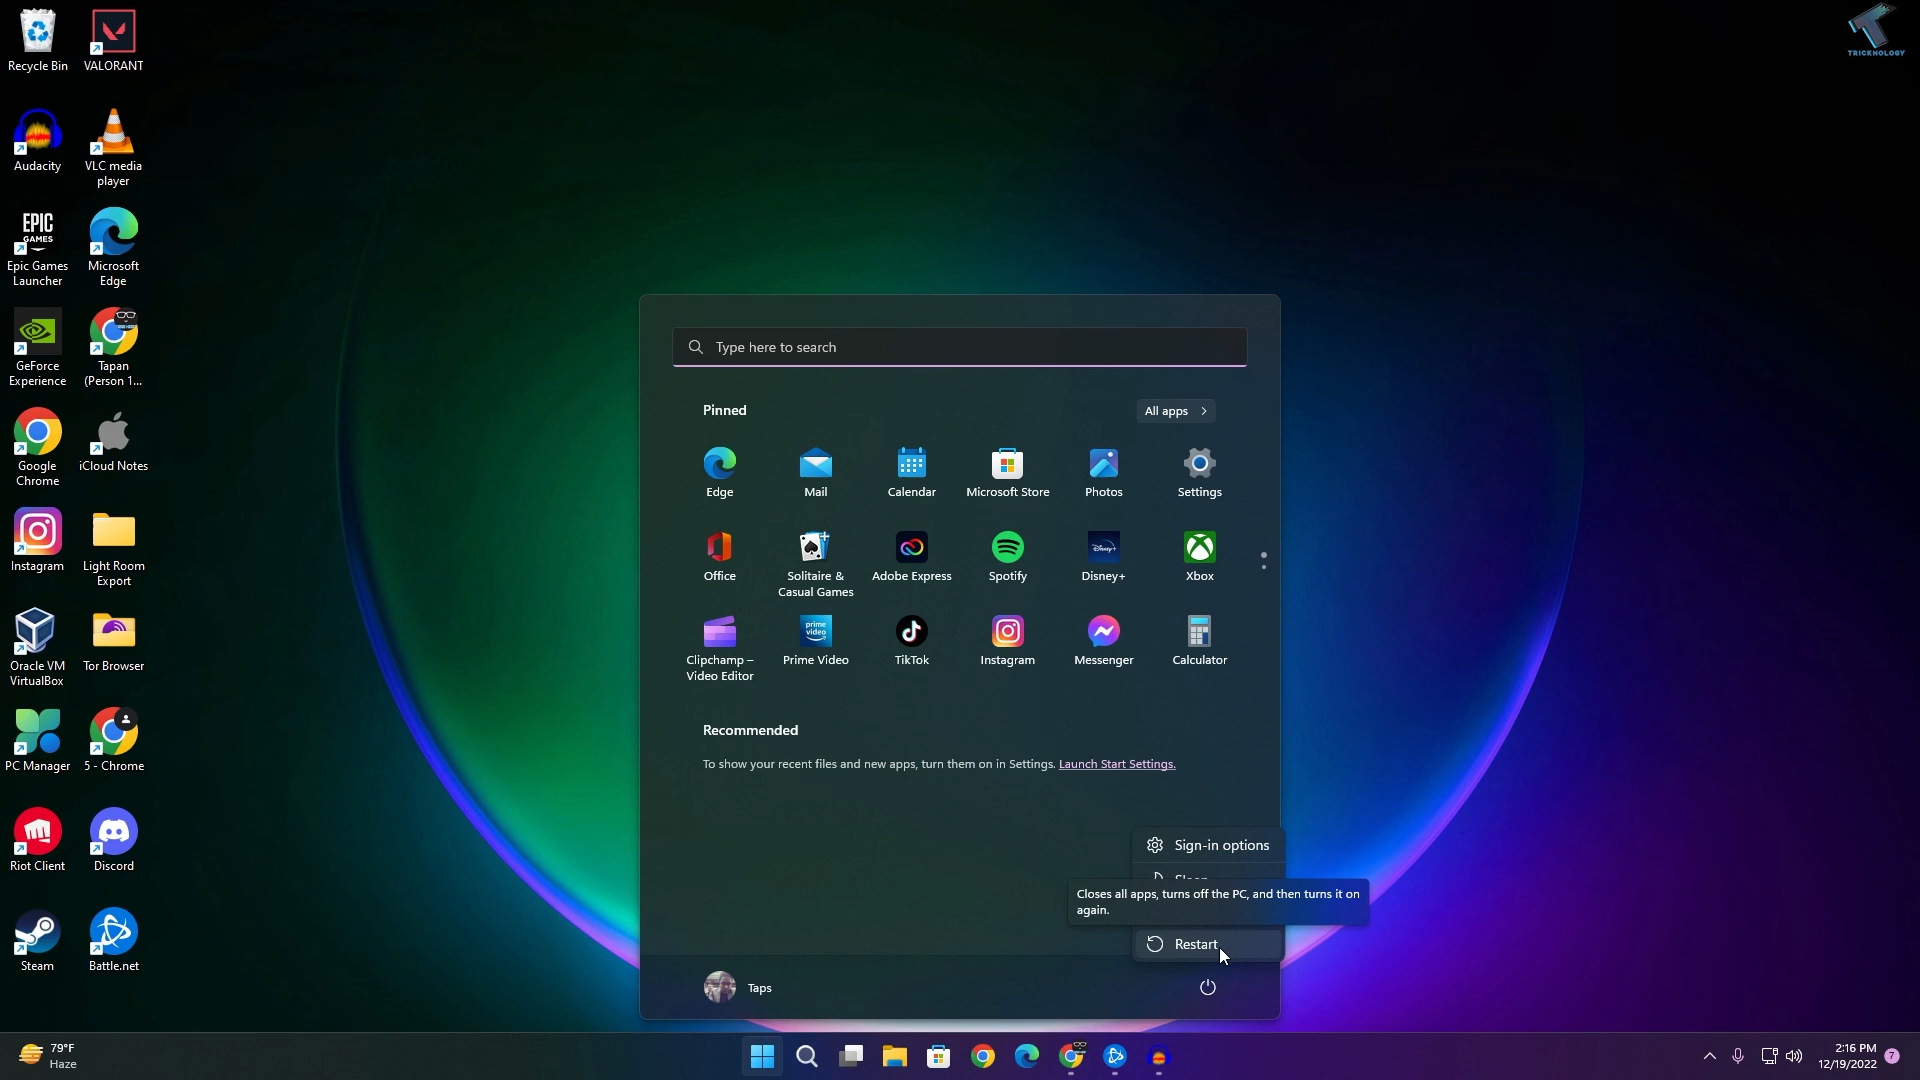 Recycle Bin
VALORANT
Audacity
VLC media
player
EPIC
GAMES
Epic Games
Launcher
Microsoft
Edge
GeForce
Experience
Tapan
(Person 1...
Google
Chrome
iCloud Notes
Instagram
Light Room
Export
Oracle VM
VirtualBox
Tor Browser
PC Manager
5 - Chrome
Riot Client
Discord
Steam
Battle.net
TRICKNOLOGY
Type here to search
Pinned
All apps
Edge
Mail
Calendar
Microsoft Store
Photos
Settings
Office
Solitaire &
Casual Games
Adobe Express
Spotify
Disney+
Disney+
Xbox
prime
video
Clipchamp –
Video Editor
Prime Video
TikTok
Instagram
Messenger
Calculator
Recommended
To show your recent files and new apps, turn them on in Settings. Launch Start Settings.
Sign-in options
Closes all apps, turns off the PC, and then turns it on
again.
Restart
Taps
79°F
Haze
2:16 PM
12/19/2022
7